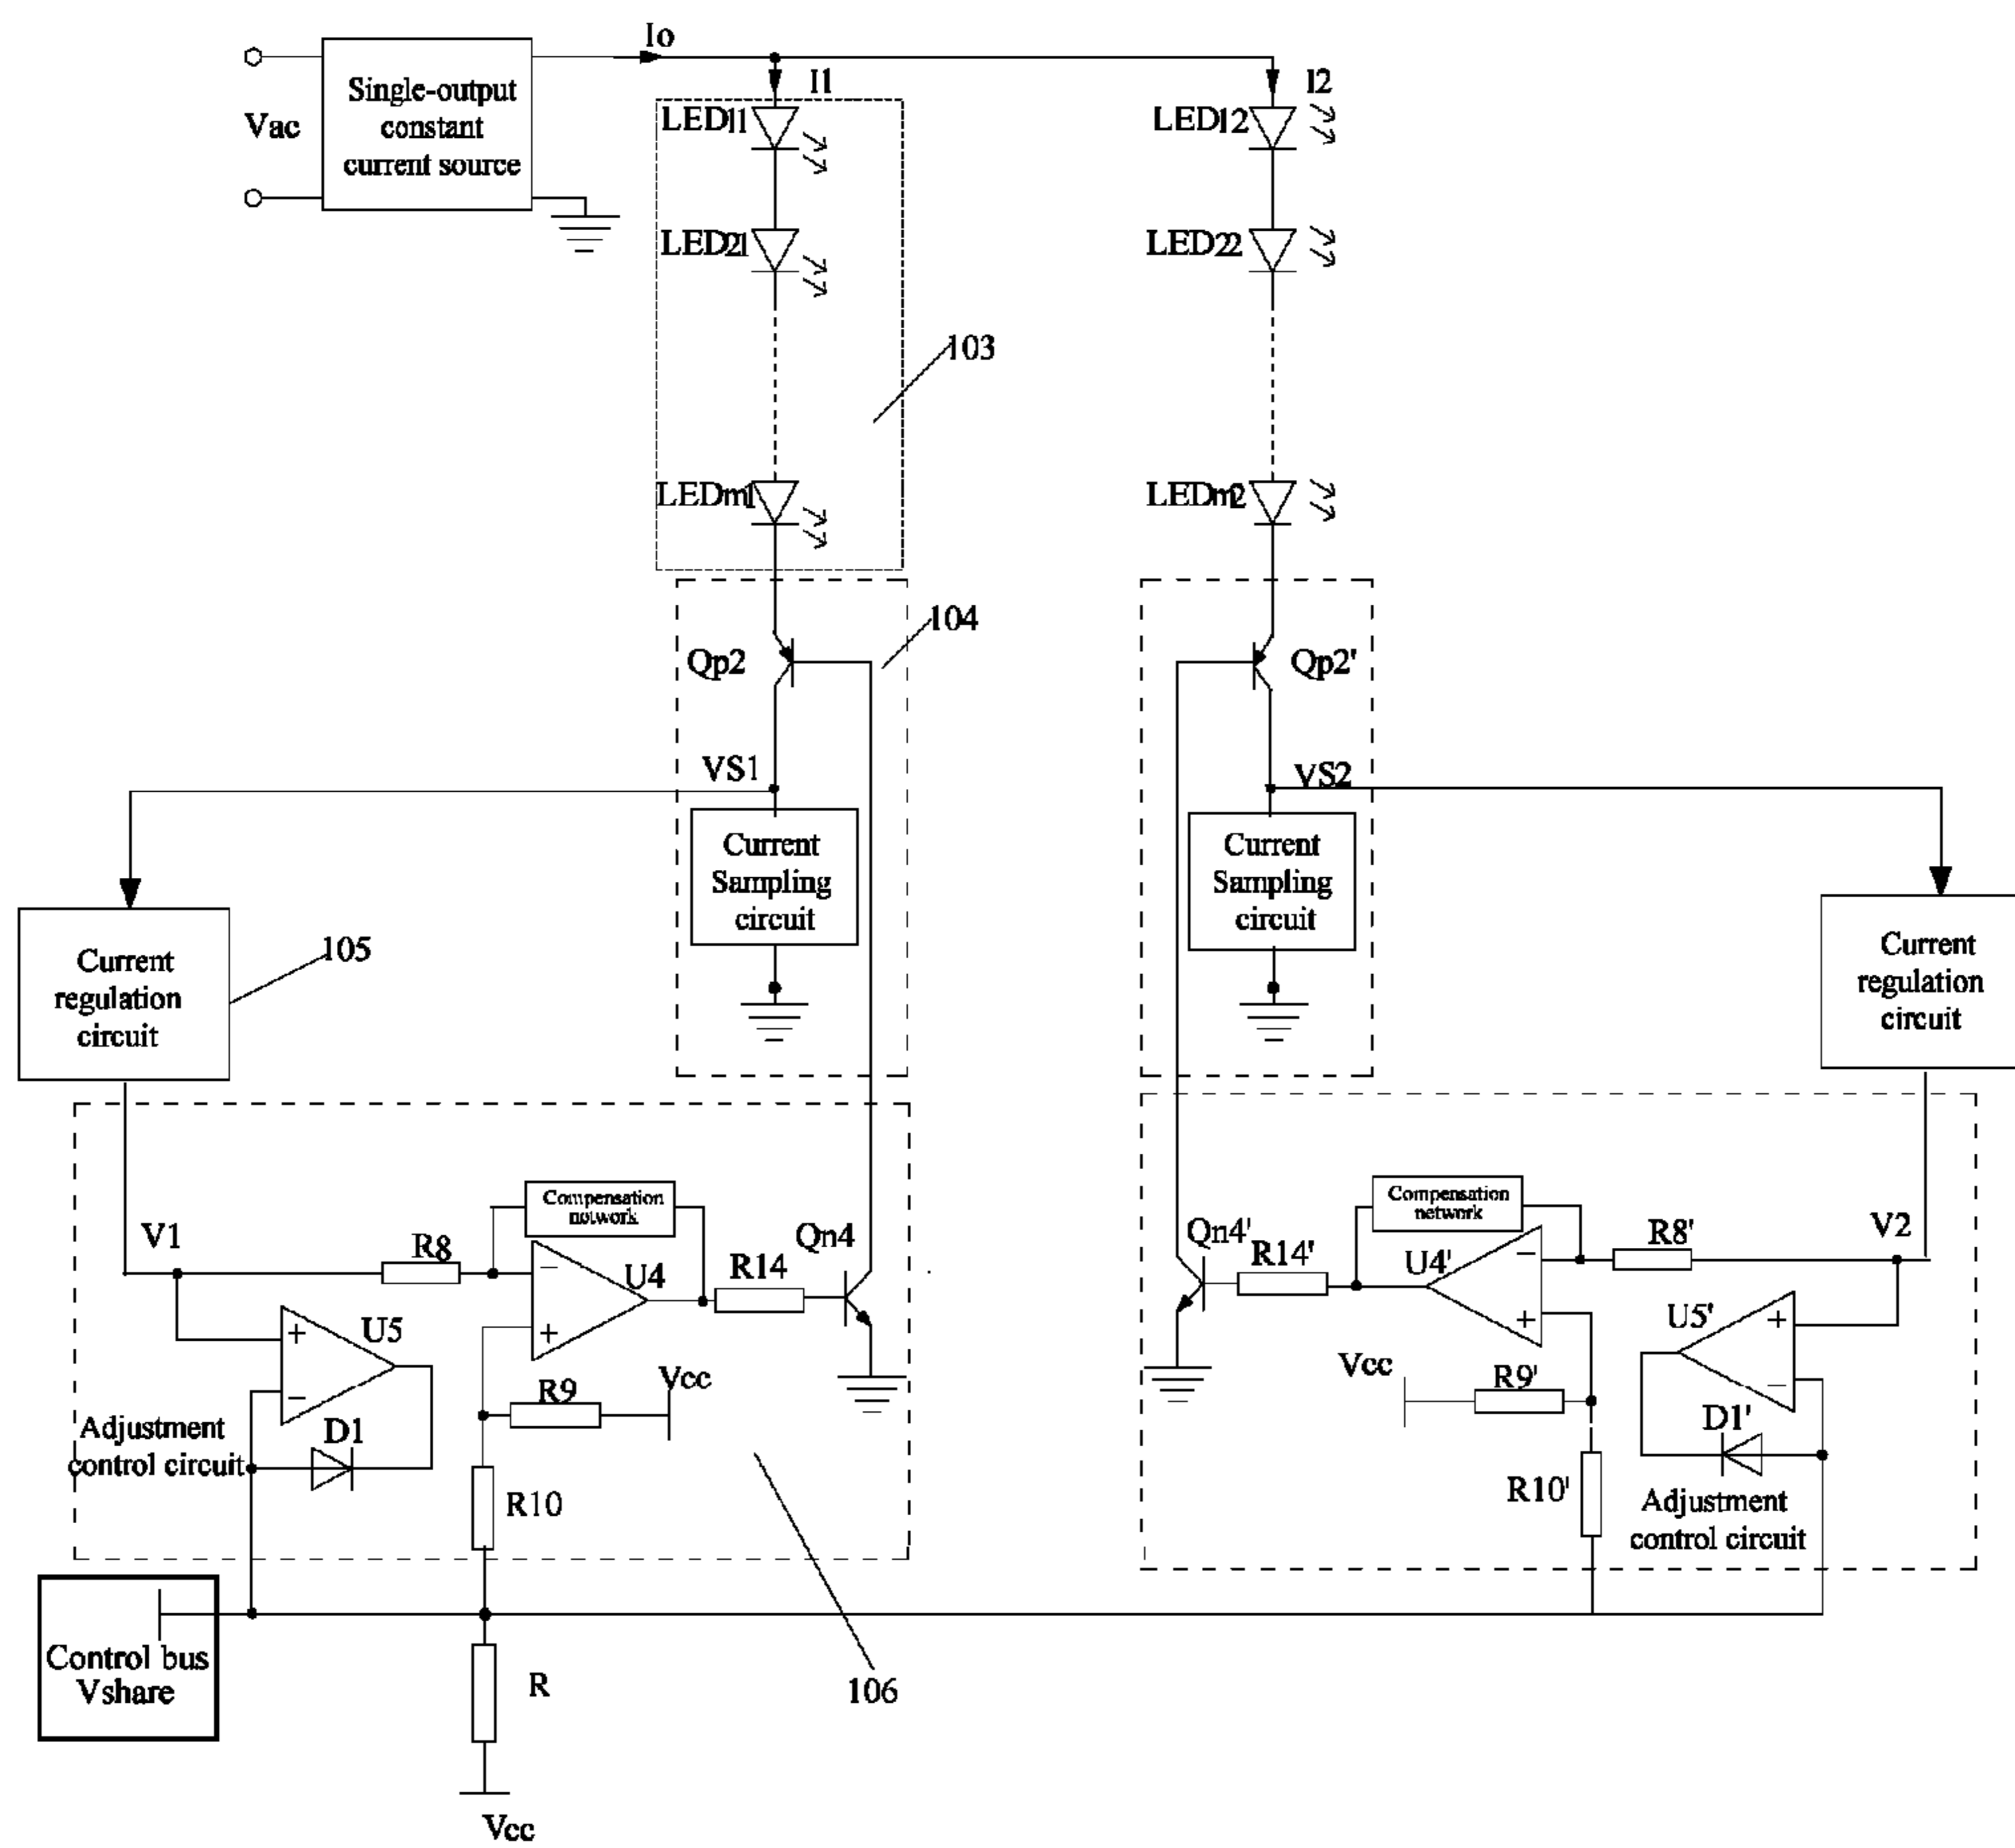 Io
I1
I2
Vac
Single-output
constant
current source
LED11
LED12
LED21
LED22
103
LEDm1
LEDm2
104
Qp2
Qp2'
VS1
VS2
Current
Sampling
circuit
Current
Sampling
circuit
Current
regulation
circuit
105
Current
regulation
circuit
V1
R8
Compensation
network
U4
R14
Qn4
Qn4'
R14'
Compensation
network
U4'
R8'
V2
U5
R9
Vcc
Vcc
R9'
U5'
D1
D1'
Adjustment
control circuit
R10
R10'
Adjustment
control circuit
Control bus
Vshare
R
106
Vcc